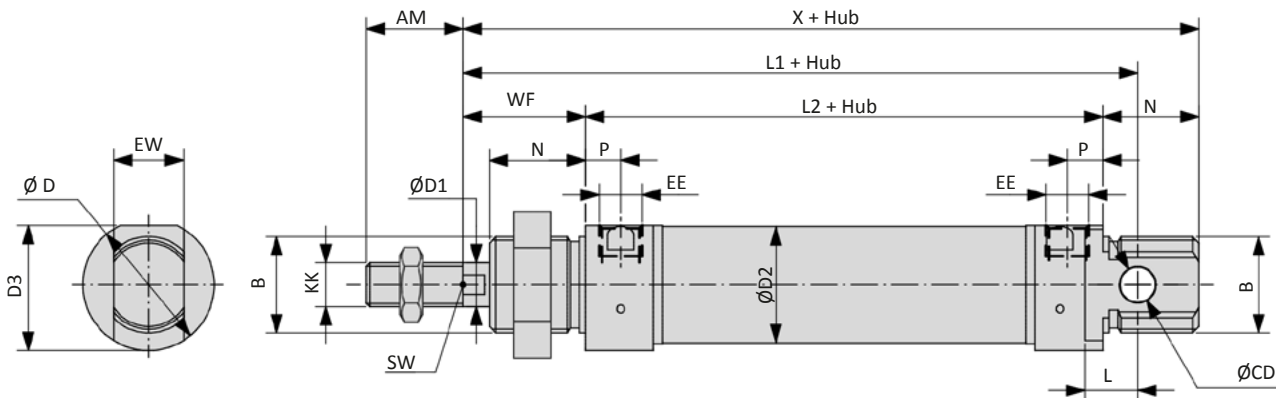 AM
X + Hub
L1 + Hub
WF
L2 + Hub
N
EW
N
P
P
Ø D
ØD1
EE
EE
D3
B
KK
ØD2
B
SW
L
ØCD